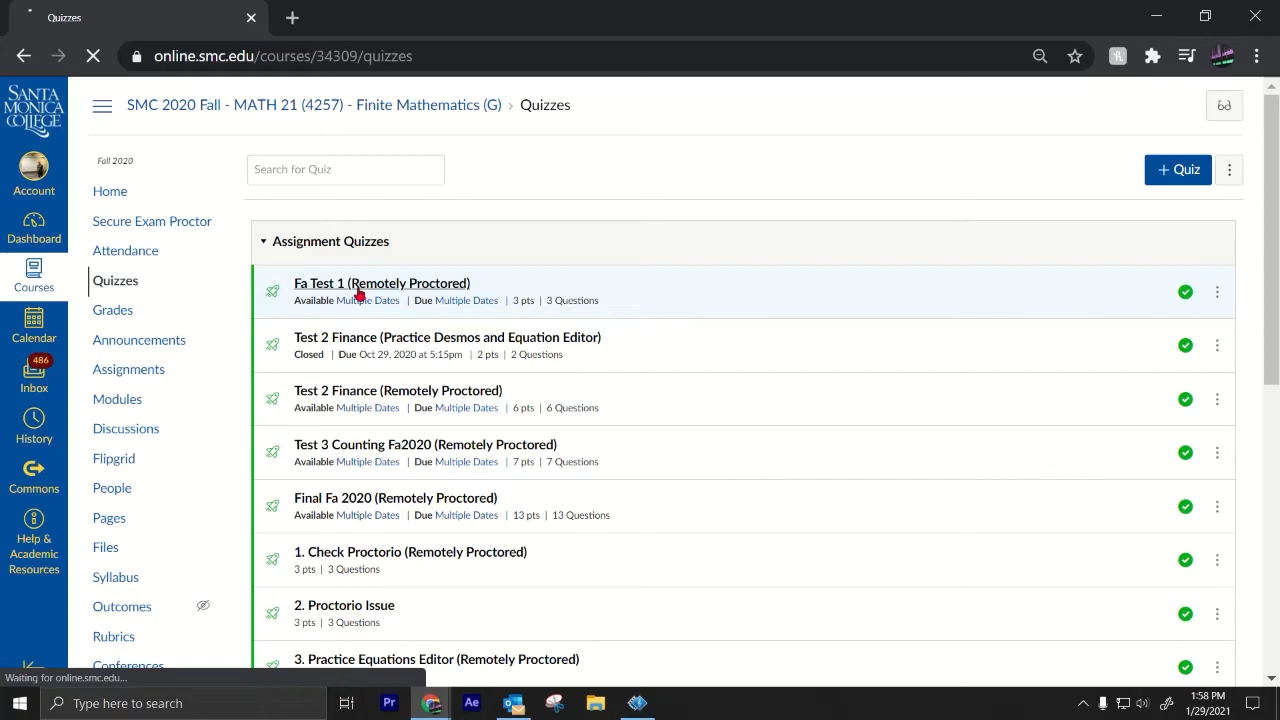 Quizzes
online.smc.edu/courses/34309/quizzes
SANTA
MONICA
COLLEGE
SMC 2020 Fall - MATH 21 (4257) - Finite Mathematics (G) › Quizzes
Account
Dashboard
Courses
Calendar
486
Inbox
History
Commons
Help &
Academic
Resources
Fall 2020
Home
Secure Exam Proctor
Attendance
Quizzes
Grades
Announcements
Assignments
Modules
Discussions
Flipgrid
People
Pages
Files
Syllabus
Outcomes
Rubrics
Conferences
Search for Quiz
+ Quiz
Assignment Quizzes
Fa Test 1 (Remotely Proctored)
Available Multiple Dates | Due Multiple Dates | 3 pts | 3 Questions
Test 2 Finance (Practice Desmos and Equation Editor)
Closed | Due Oct 29, 2020 at 5:15pm | 2 pts | 2 Questions
Test 2 Finance (Remotely Proctored)
Available Multiple Dates | Due Multiple Dates | 6 pts | 6 Questions
Test 3 Counting Fa2020 (Remotely Proctored)
Available Multiple Dates | Due Multiple Dates | 7 pts | 7 Questions
Final Fa 2020 (Remotely Proctored)
Available Multiple Dates | Due Multiple Dates | 13 pts | 13 Questions
1. Check Proctorio (Remotely Proctored)
3 pts | 3 Questions
2. Proctorio Issue
3 pts | 3 Questions
3. Practice Equations Editor (Remotely Proctored)
Waiting for online.smc.edu...
Type here to search
Pr
Ae
1:58 PM
1/29/2021